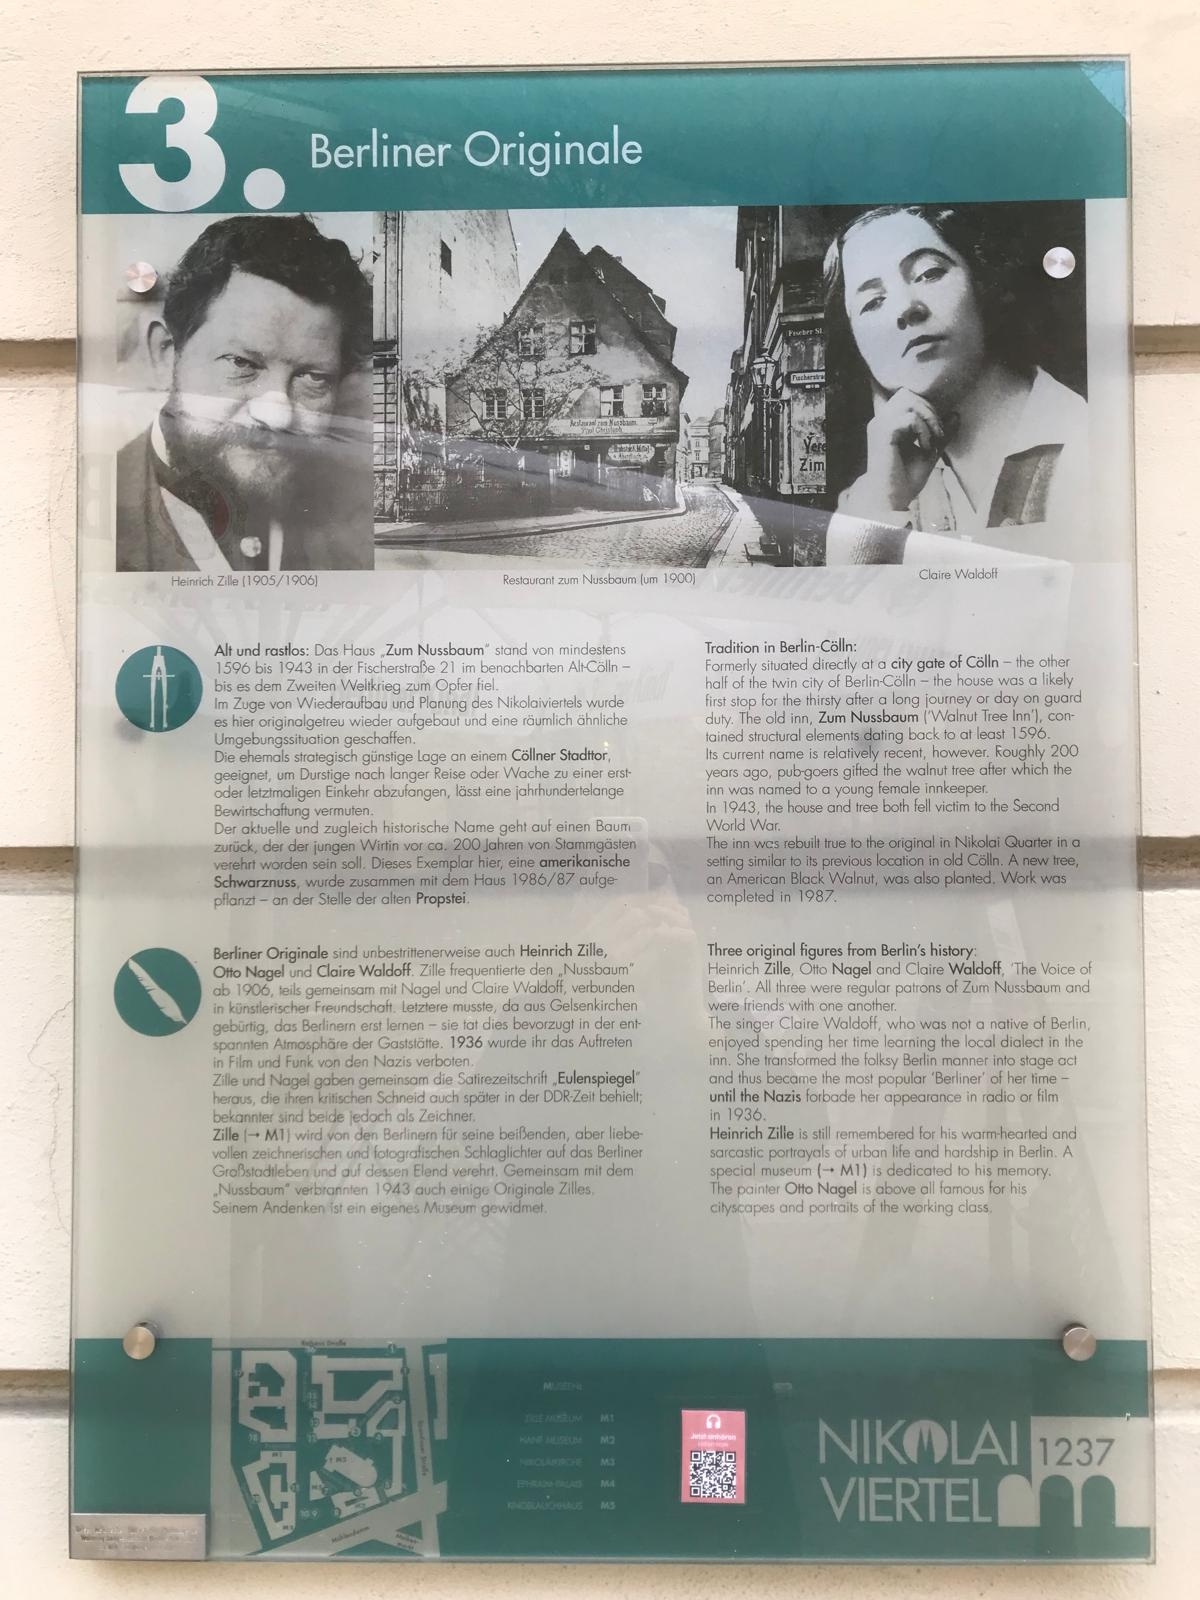 3. Berliner Originale
Fischer St.
Fischerstra
Restaurant zum Nussbaum
Heinrich Zille (1905/1906)
Restaurant zum Nussbaum (um 1900)
Claire Waldoff
Alt und rastlos: Das Haus „Zum Nussbaum“ stand von mindestens
1596 bis 1943 in der Fischerstraße 21 im benachbarten Alt-Cölln –
bis es dem Zweiten Weltkrieg zum Opfer fiel.
Im Zuge von Wiederaufbau und Planung des Nikolaiviertels wurde
es hier originalgetreu wieder aufgebaut und eine räumlich ähnliche
Umgebungssituation geschaffen.
Die ehemals strategisch günstige Lage an einem Cöllner Stadttor,
geeignet, um Durstige nach langer Reise oder Wache zu einer erst-
oder letztmaligen Einkehr abzufangen, lässt eine jahrhundertelange
Bewirtschaftung vermuten.
Der aktuelle und zugleich historische Name geht auf einen Baum
zurück, der der jungen Wirtin vor ca. 200 Jahren von Stammgästen
verehrt worden sein soll. Dieses Exemplar hier, eine amerikanische
Schwarznuss, wurde zusammen mit dem Haus 1986/87 aufge-
pflanzt – an der Stelle der alten Propstei.
Tradition in Berlin-Cölln:
Formerly situated directly at a city gate of Cölln – the other
half of the twin city of Berlin-Cölln – the house was a likely
first stop for the thirsty after a long journey or day on guard
duty. The old inn, Zum Nussbaum (‘Walnut Tree Inn’), con-
tained structural elements dating back to at least 1596.
Its current name is relatively recent, however. Roughly 200
years ago, pub-goers gifted the walnut tree after which the
inn was named to a young female innkeeper.
In 1943, the house and tree both fell victim to the Second
World War.
The inn was rebuilt true to the original in Nikolai Quarter in a
setting similar to its previous location in old Cölln. A new tree,
an American Black Walnut, was also planted. Work was
completed in 1987.
Berliner Originale sind unbestrittenerweise auch Heinrich Zille,
Otto Nagel und Claire Waldoff. Zille frequentierte den „Nussbaum“
ab 1906, teils gemeinsam mit Nagel und Claire Waldoff, verbunden
in künstlerischer Freundschaft. Letztere musste, da aus Gelsenkirchen
gebürtig, das Berlinern erst lernen – sie tat dies bevorzugt in der ent-
spannten Atmosphäre der Gaststätte. 1936 wurde ihr das Auftreten
in Film und Funk von den Nazis verboten.
Zille und Nagel gaben gemeinsam die Satirezeitschrift „Eulenspiegel“
heraus, die ihren kritischen Schneid auch später in der DDR-Zeit behielt;
bekannter sind beide jedoch als Zeichner.
Zille (→ M1) wird von den Berlinern für seine beißenden, aber liebe-
vollen zeichnerischen und fotografischen Schlaglichter auf das Berliner
Großstadtleben und auf dessen Elend verehrt. Gemeinsam mit dem
„Nussbaum“ verbrannten 1943 auch einige Originale Zilles.
Seinem Andenken ist ein eigenes Museum gewidmet.
Three original figures from Berlin’s history:
Heinrich Zille, Otto Nagel and Claire Waldoff, ‘The Voice of
Berlin’. All three were regular patrons of Zum Nussbaum and
were friends with one another.
The singer Claire Waldoff, who was not a native of Berlin,
enjoyed spending her time learning the local dialect in the
inn. She transformed the folksy Berlin manner into stage act
and thus became the most popular ‘Berliner’ of her time –
until the Nazis forbade her appearance in radio or film
in 1936.
Heinrich Zille is still remembered for his warm-hearted and
sarcastic portrayals of urban life and hardship in Berlin. A
special museum (→ M1) is dedicated to his memory.
The painter Otto Nagel is above all famous for his
cityscapes and portraits of the working class.
Rathaus Straße
Mühlendamm
MUSEEN:
ZILLE MUSEUM M1
HANF MUSEUM M2
NIKOLAIKIRCHE M3
EPHRAIM-PALAIS M4
KNOBLAUCHHAUS M5
Jetzt anhören
NIKOLAI
VIERTEL
1237